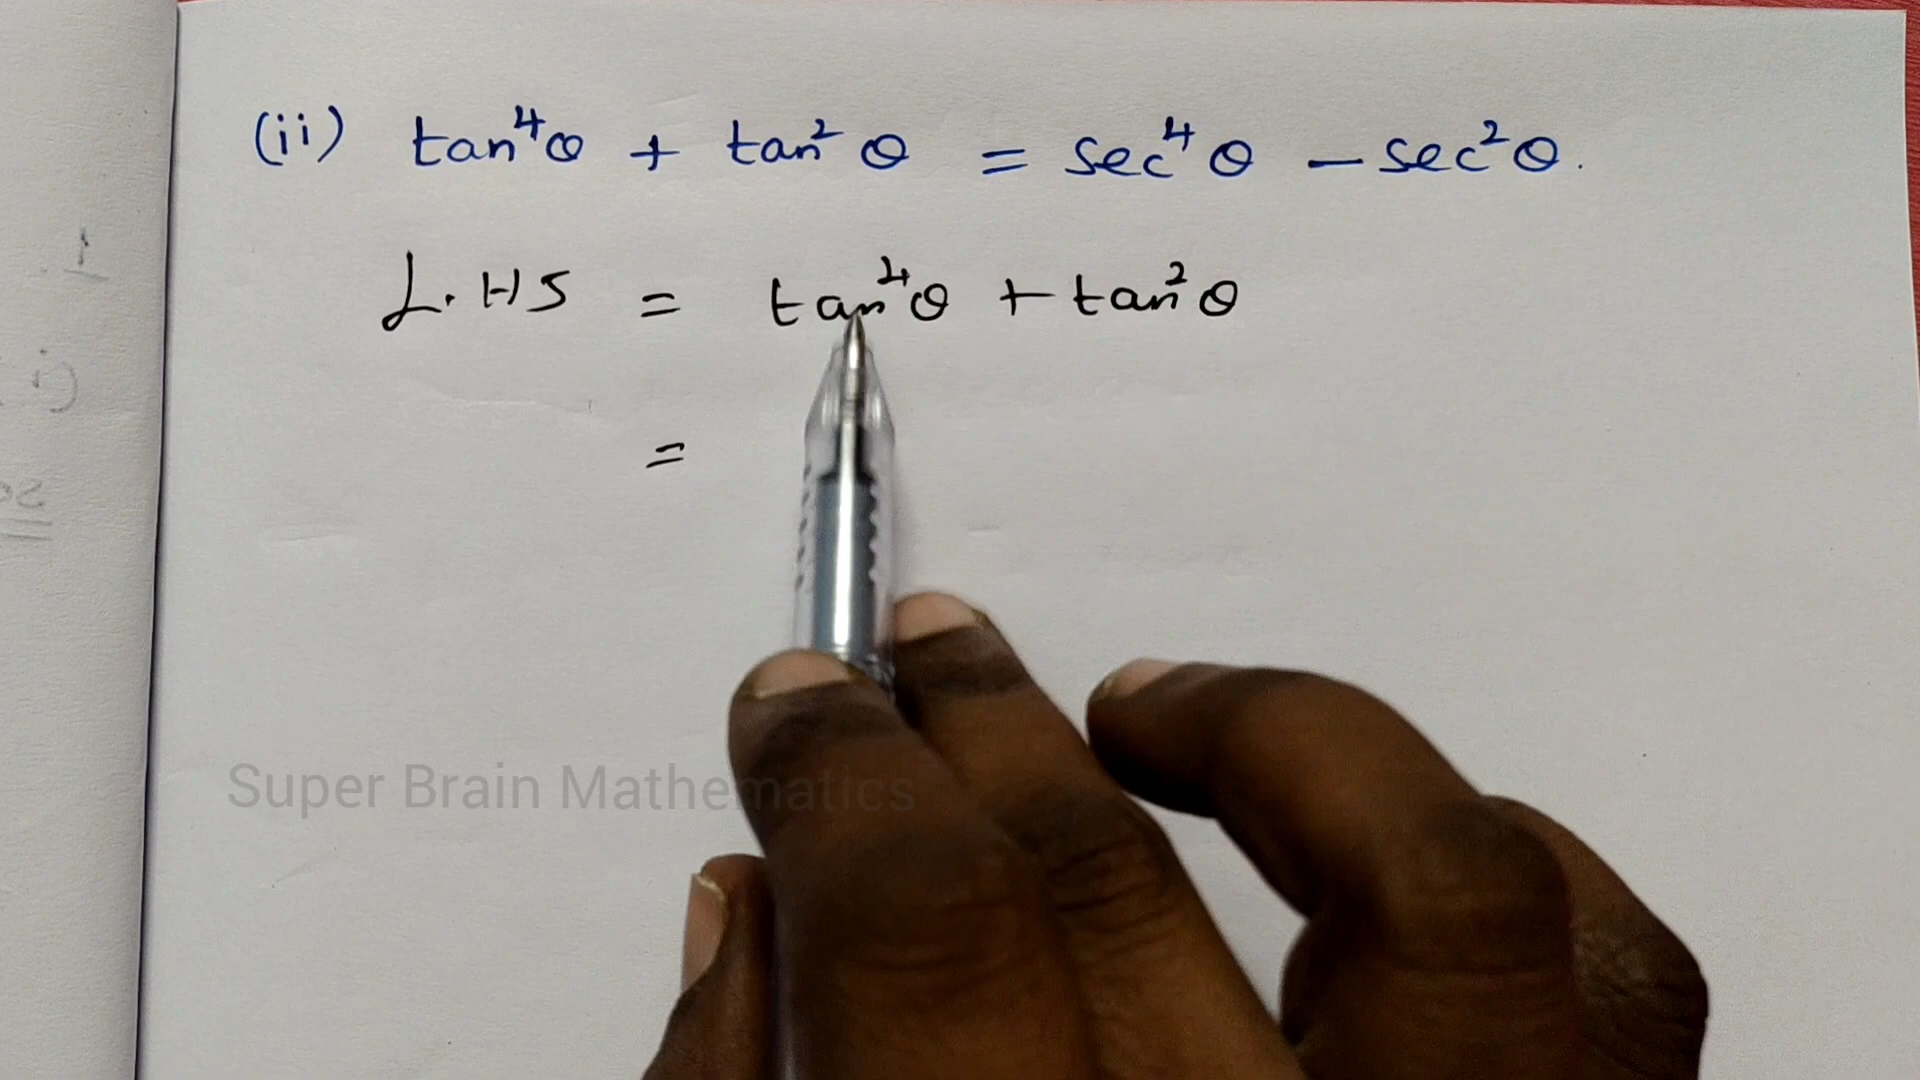 (ii) tan⁴θ + tan²θ = sec⁴θ – sec²θ.
L.HS = tan⁴θ + tan²θ
=
Super Brain Mathematics